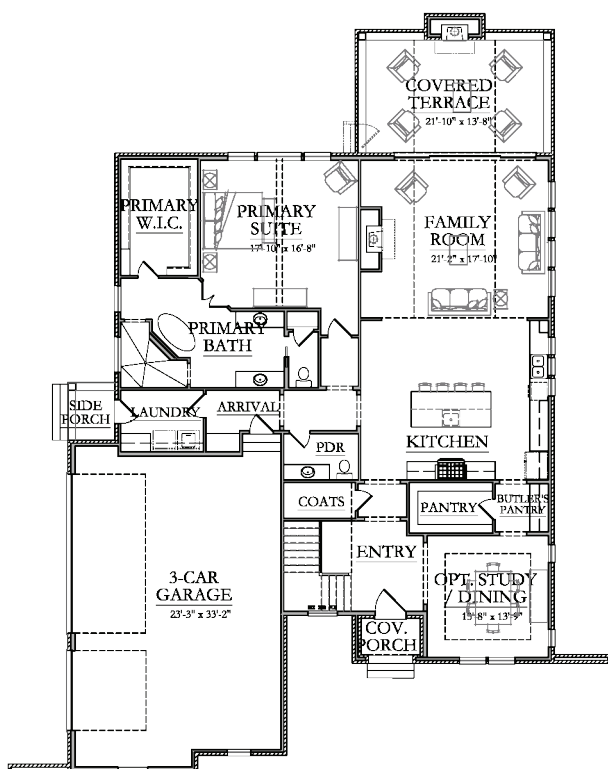 COVERED
TERRACE
21'-10" x 13'-8"
PRIMARY
W.I.C.
PRIMARY
SUITE
17'-10" x 16'-8"
FAMILY
ROOM
21'-2" x 17'-10"
PRIMARY
BATH
SIDE
PORCH
LAUNDRY
ARRIVAL
KITCHEN
PDR
COATS
PANTRY
BUTLER'S
PANTRY
ENTRY
3-CAR
GARAGE
23'-3" x 33'-2"
OPT. STUDY
/ DINING
13'-8" x 13'-9"
COV.
PORCH